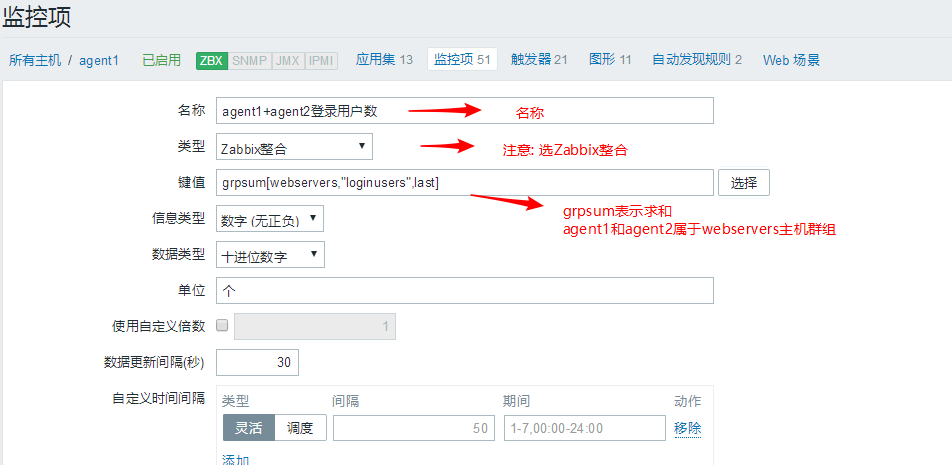 监控项
所有主机 / agent1 已启用 ZBX SNMP JMX IPMI 应用集 13 监控项 51 触发器 21 图形 11 自动发现规则 2 Web 场景
名称 agent1+agent2登录用户数 名称
类型 Zabbix整合 注意: 选Zabbix整合
键值 grpsum[webservers,"loginusers",last] 选择
grpsum表示求和
信息类型 数字 (无正负)
agent1和agent2属于webservers主机群组
数据类型 十进位数字
单位 个
使用自定义倍数 1
数据更新间隔(秒) 30
自定义时间间隔 类型 间隔 期间 动作
灵活 调度 50 1-7,00:00-24:00 移除
添加